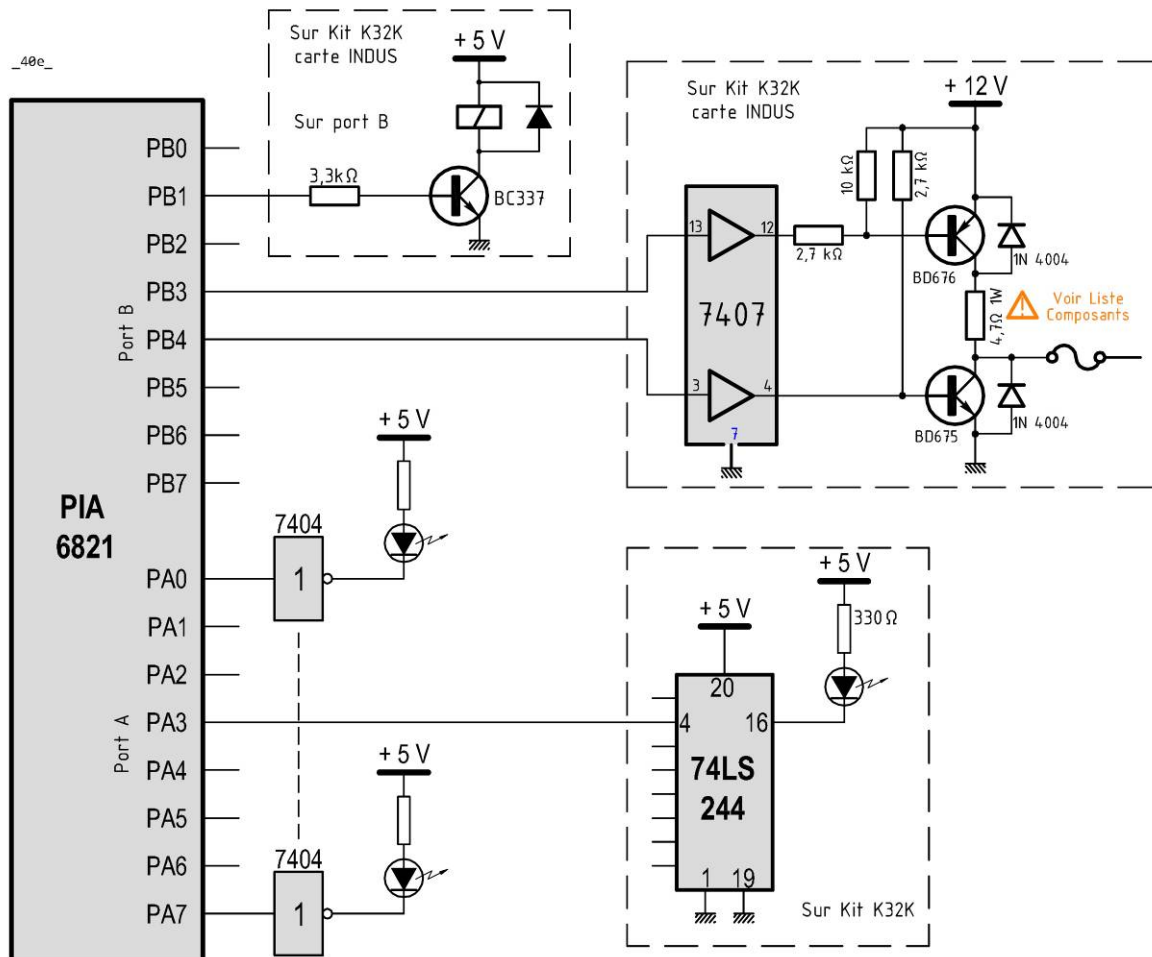 _40e_
Sur Kit K32K
carte INDUS
+ 5 V
Sur port B
3,3kΩ
BC337
Sur Kit K32K
carte INDUS
+ 12 V
10 kΩ
2,7 kΩ
13
12
2,7 kΩ
7407
3
4
7
BD676
1N 4004
4,7Ω 1W
Voir Liste
Composants
BD675
1N 4004
PIA
6821
Port B
PB0
PB1
PB2
PB3
PB4
PB5
PB6
PB7
Port A
PA0
PA1
PA2
PA3
PA4
PA5
PA6
PA7
+ 5 V
7404
1
+ 5 V
7404
1
+ 5 V
330Ω
+ 5 V
20
4
16
74LS
244
1
19
Sur Kit K32K